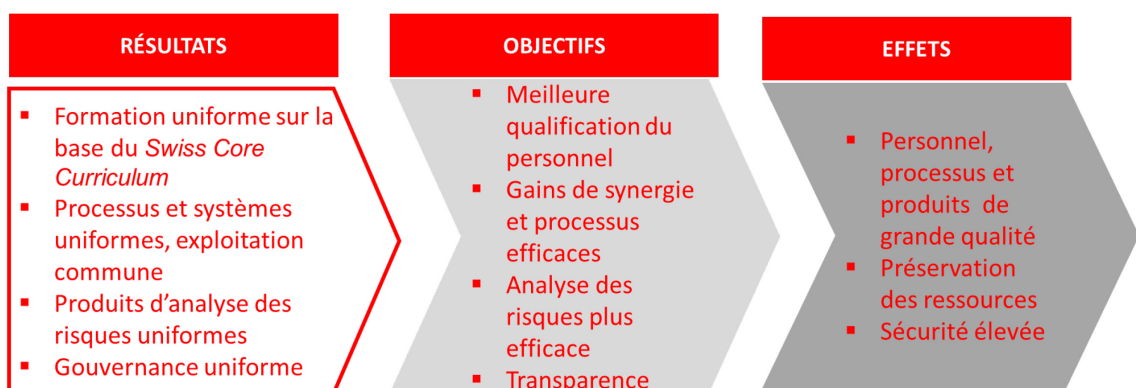 RÉSULTATS
▪ Formation uniforme sur la
base du Swiss Core
Curriculum
▪ Processus et systèmes
uniformes, exploitation
commune
▪ Produits d'analyse des
risques uniformes
▪ Gouvernance uniforme
OBJECTIFS
▪ Meilleure
qualification du
personnel
▪ Gains de synergie
et processus
efficaces
▪ Analyse des
risques plus
efficace
▪ Transparence
EFFETS
▪ Personnel,
processus et
produits de
grande qualité
▪ Préservation
des ressources
▪ Sécurité élevée